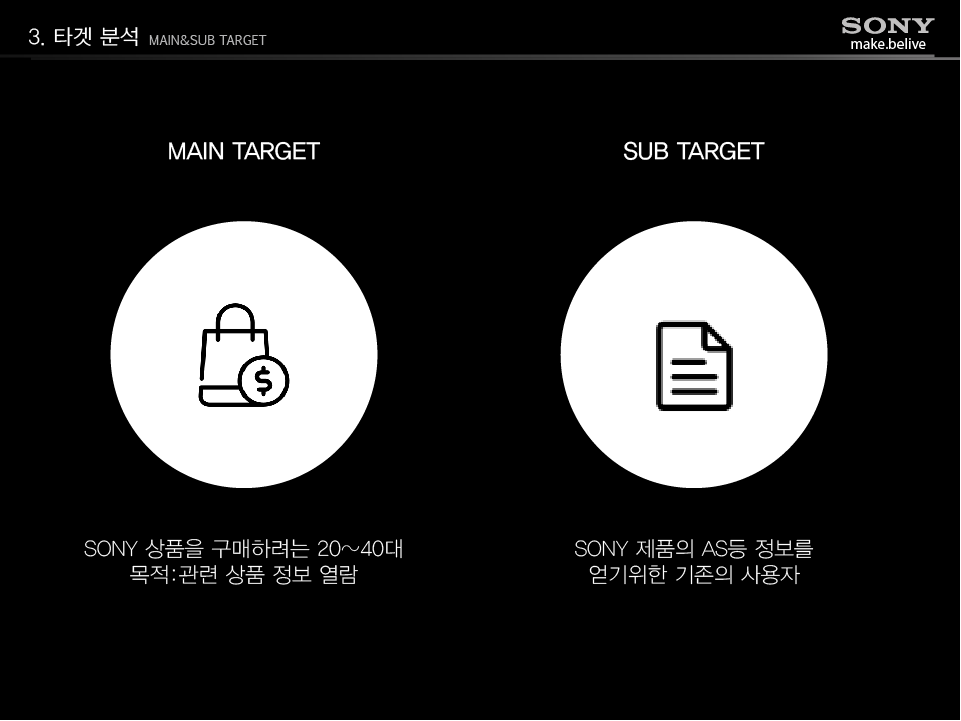 3. 타겟 분석 MAIN&SUB TARGET
SONY
make.belive
MAIN TARGET
SUB TARGET
$
SONY 상품을 구매하려는 20~40대
목적:관련 상품 정보 열람
SONY 제품의 AS등 정보를
얻기위한 기존의 사용자